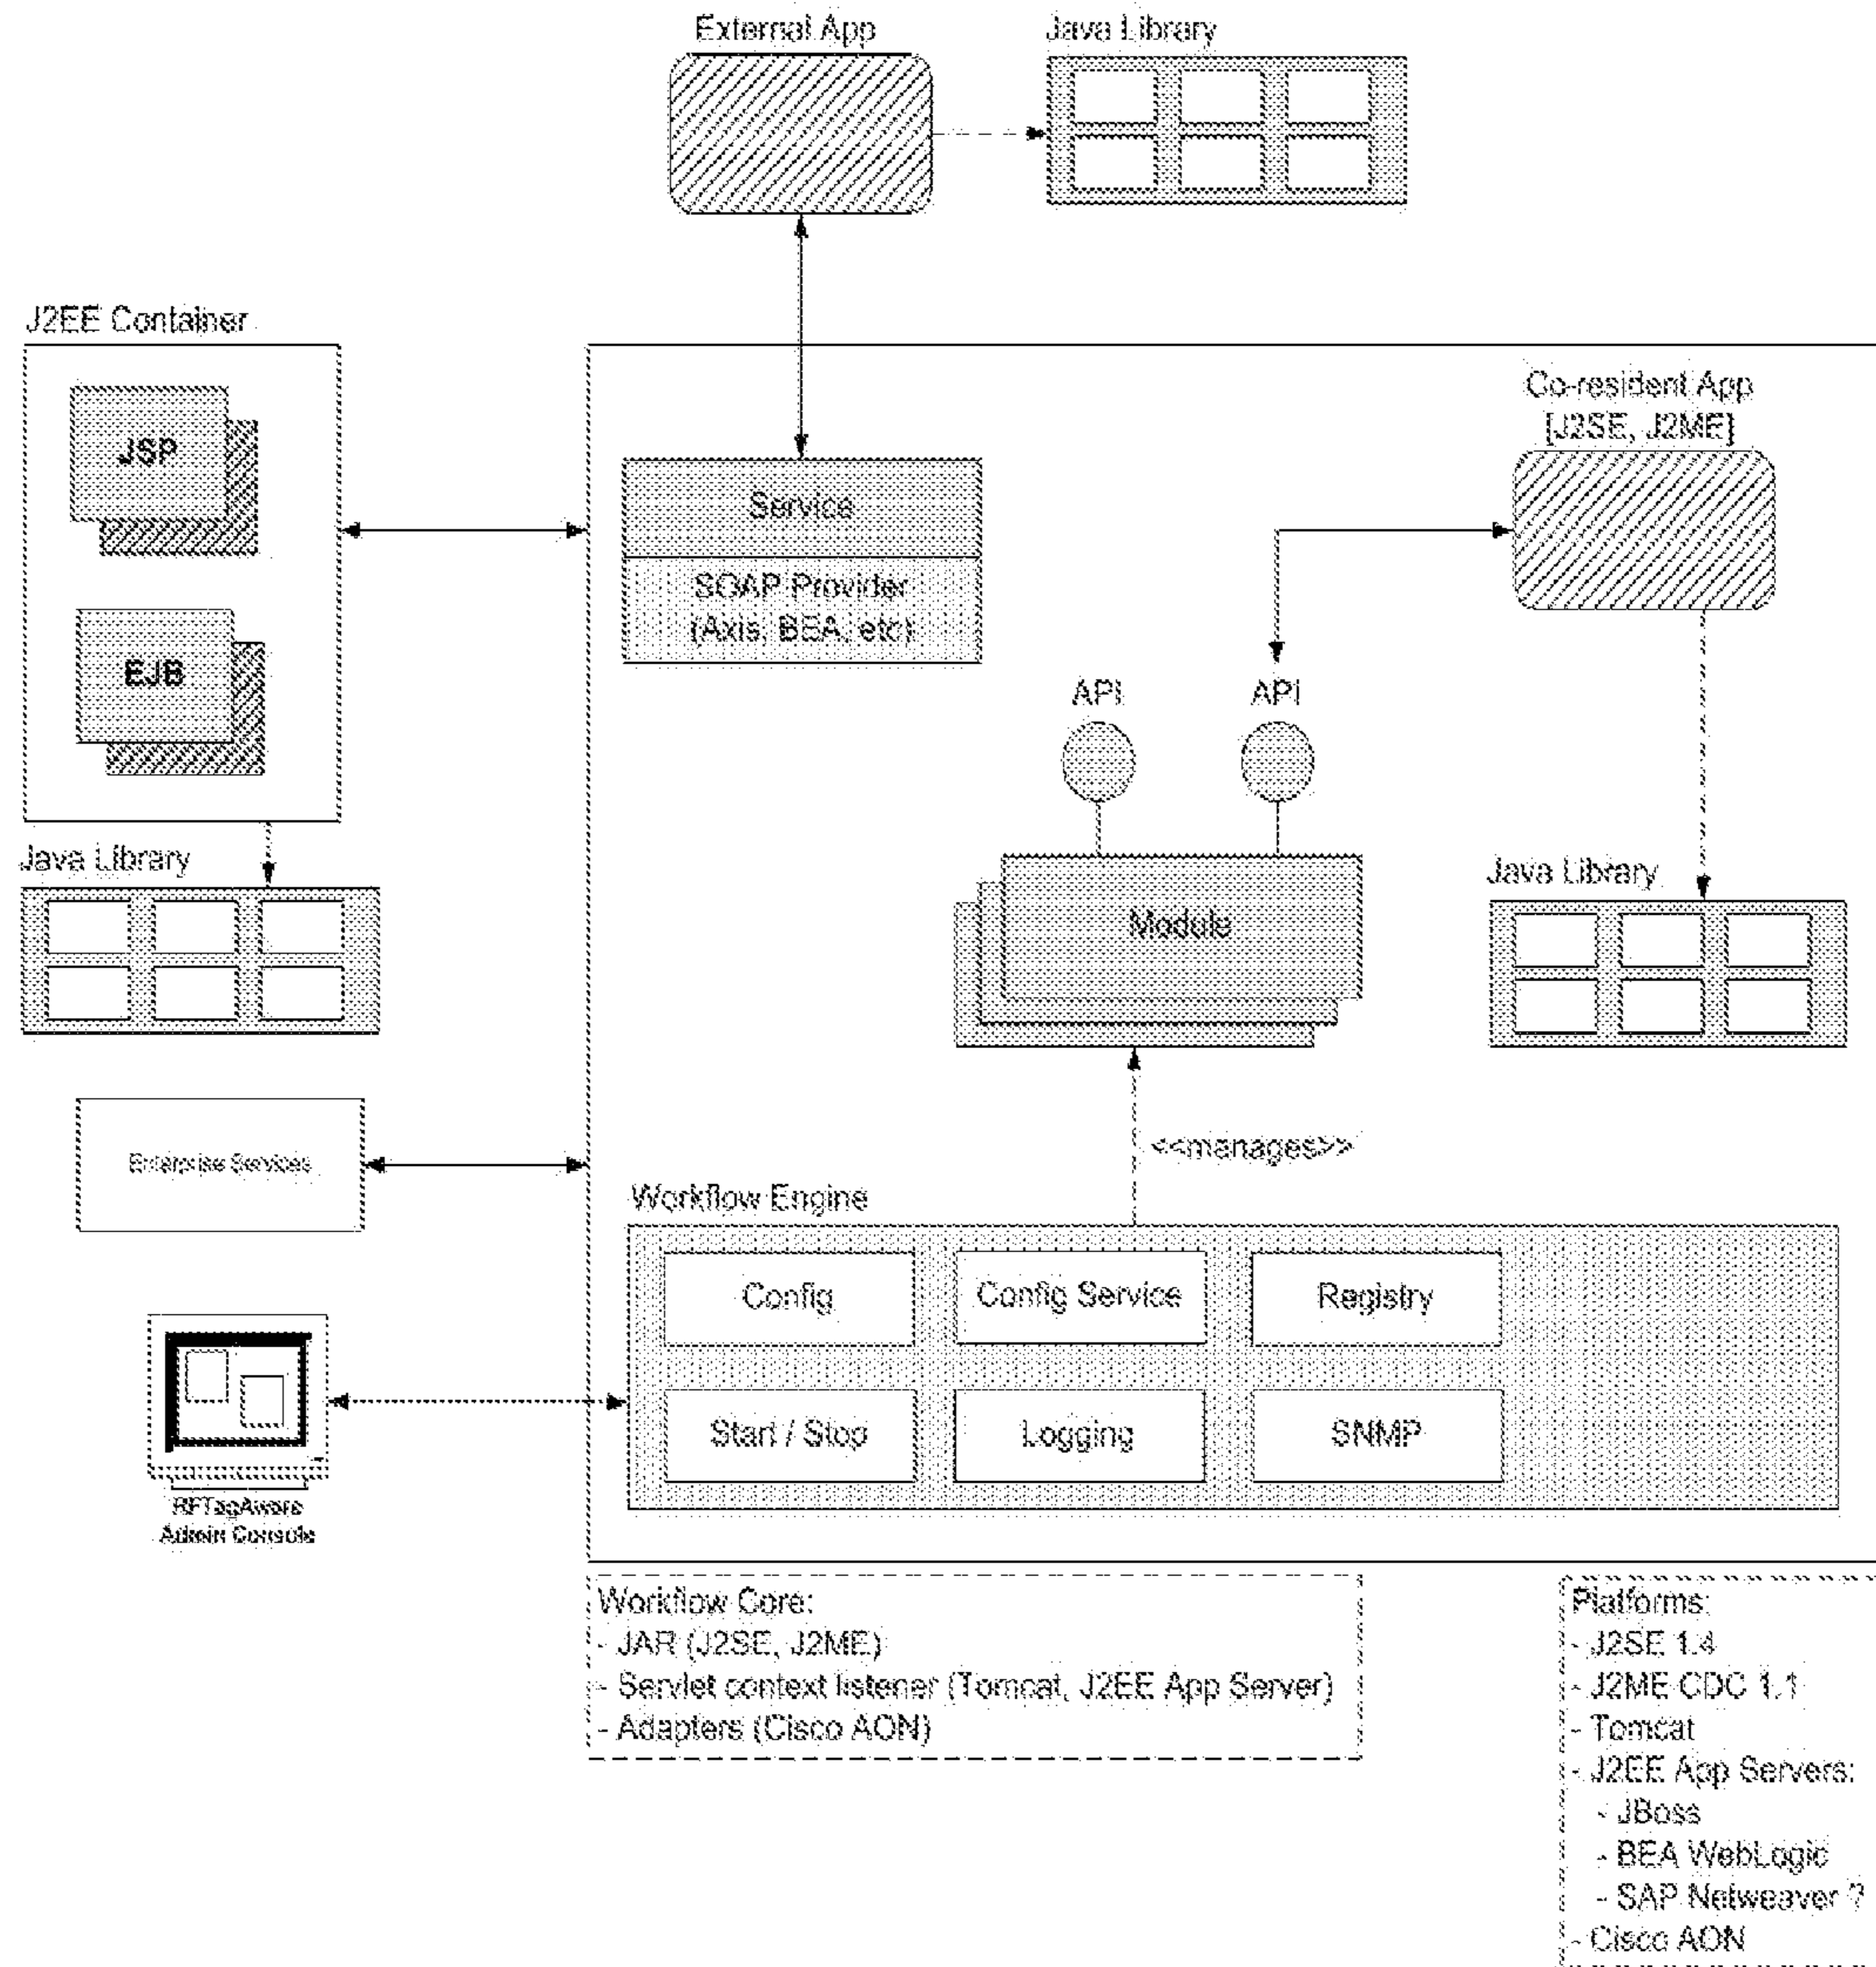 External App
Java Library
J2EE Container
JSP
EJB
Java Library
Service
SOAP Provider
(Axis, BEA, etc)
Co-resident App
[J2SE, J2ME]
API
API
Module
Java Library
Enterprise Services
<<manages>>
Workflow Engine
Config
Config Service
Registry
Start / Stop
Logging
SNMP
RFTagAware
Admin Console
Workflow Core:
- JAR (J2SE, J2ME)
- Servlet context listener (Tomcat, J2EE App Server)
- Adapters (Cisco AON)
Platforms:
- J2SE 1.4
- J2ME CDC 1.1
- Tomcat
- J2EE App Servers:
- JBoss
- BEA WebLogic
- SAP Netweaver ?
- Cisco AON